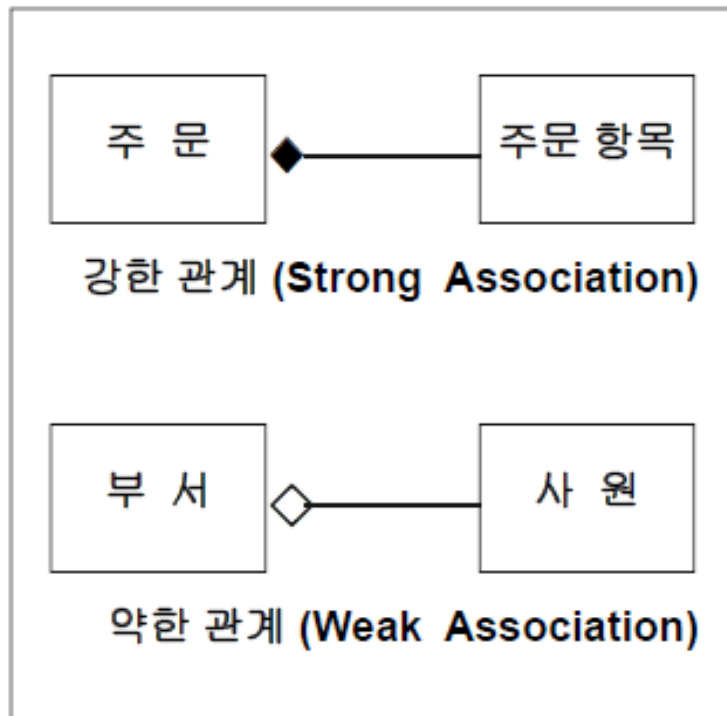 주 문
주문 항목
강한 관계 (Strong Association)
부 서
사 원
약한 관계 (Weak Association)